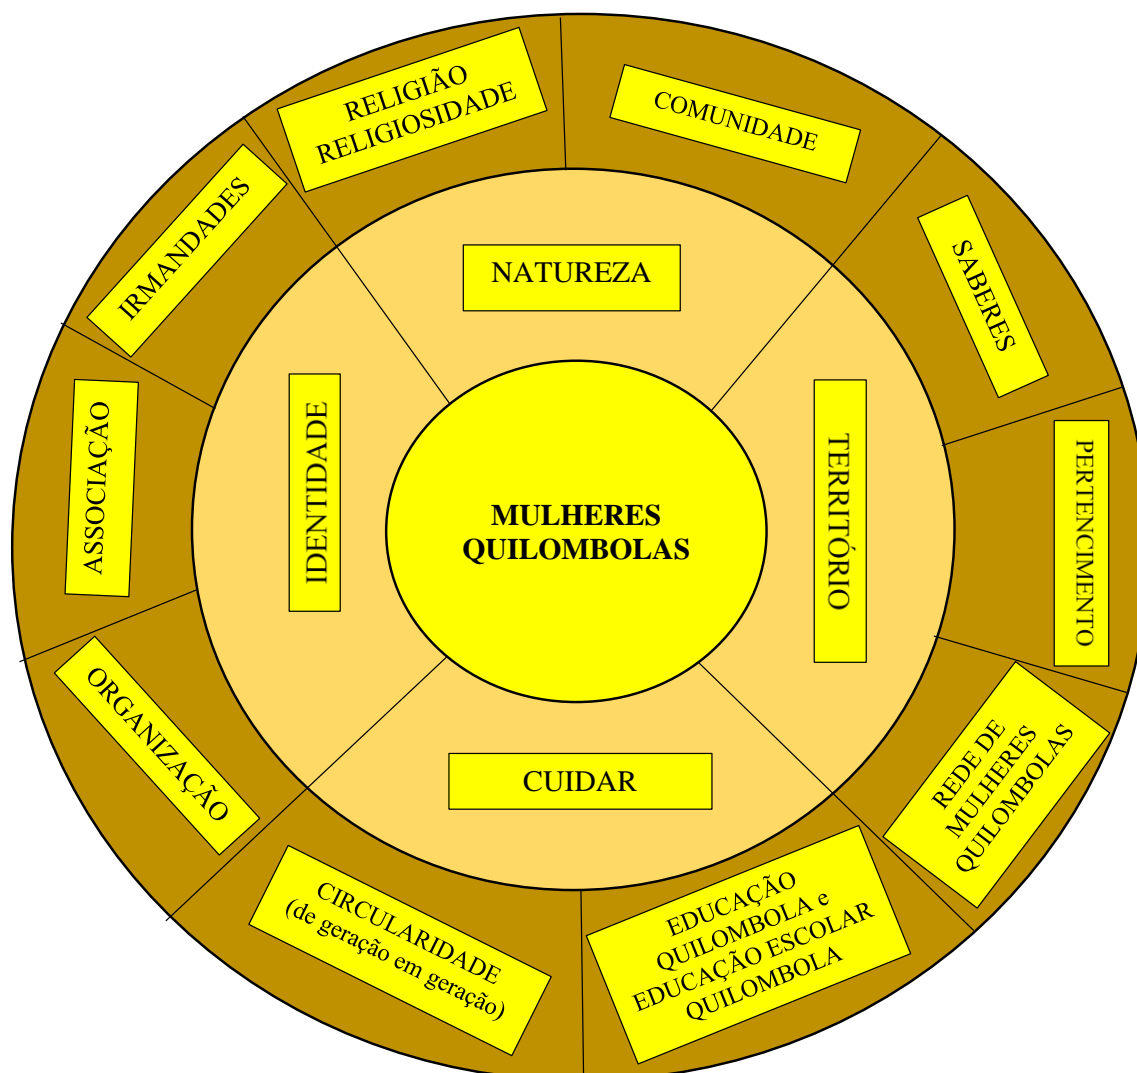 RELIGIÃO
RELIGIOSIDADE
COMUNIDADE
IRMANDADES
SABERES
NATUREZA
ASSOCIAÇÃO
IDENTIDADE
MULHERES
QUILOMBOLAS
TERRITÓRIO
PERTENCIMENTO
ORGANIZAÇÃO
CUIDAR
REDE DE
MULHERES
QUILOMBOLAS
CIRCULARIDADE
(de geração em geração)
EDUCAÇÃO
QUILOMBOLA e
EDUCAÇÃO ESCOLAR
QUILOMBOLA